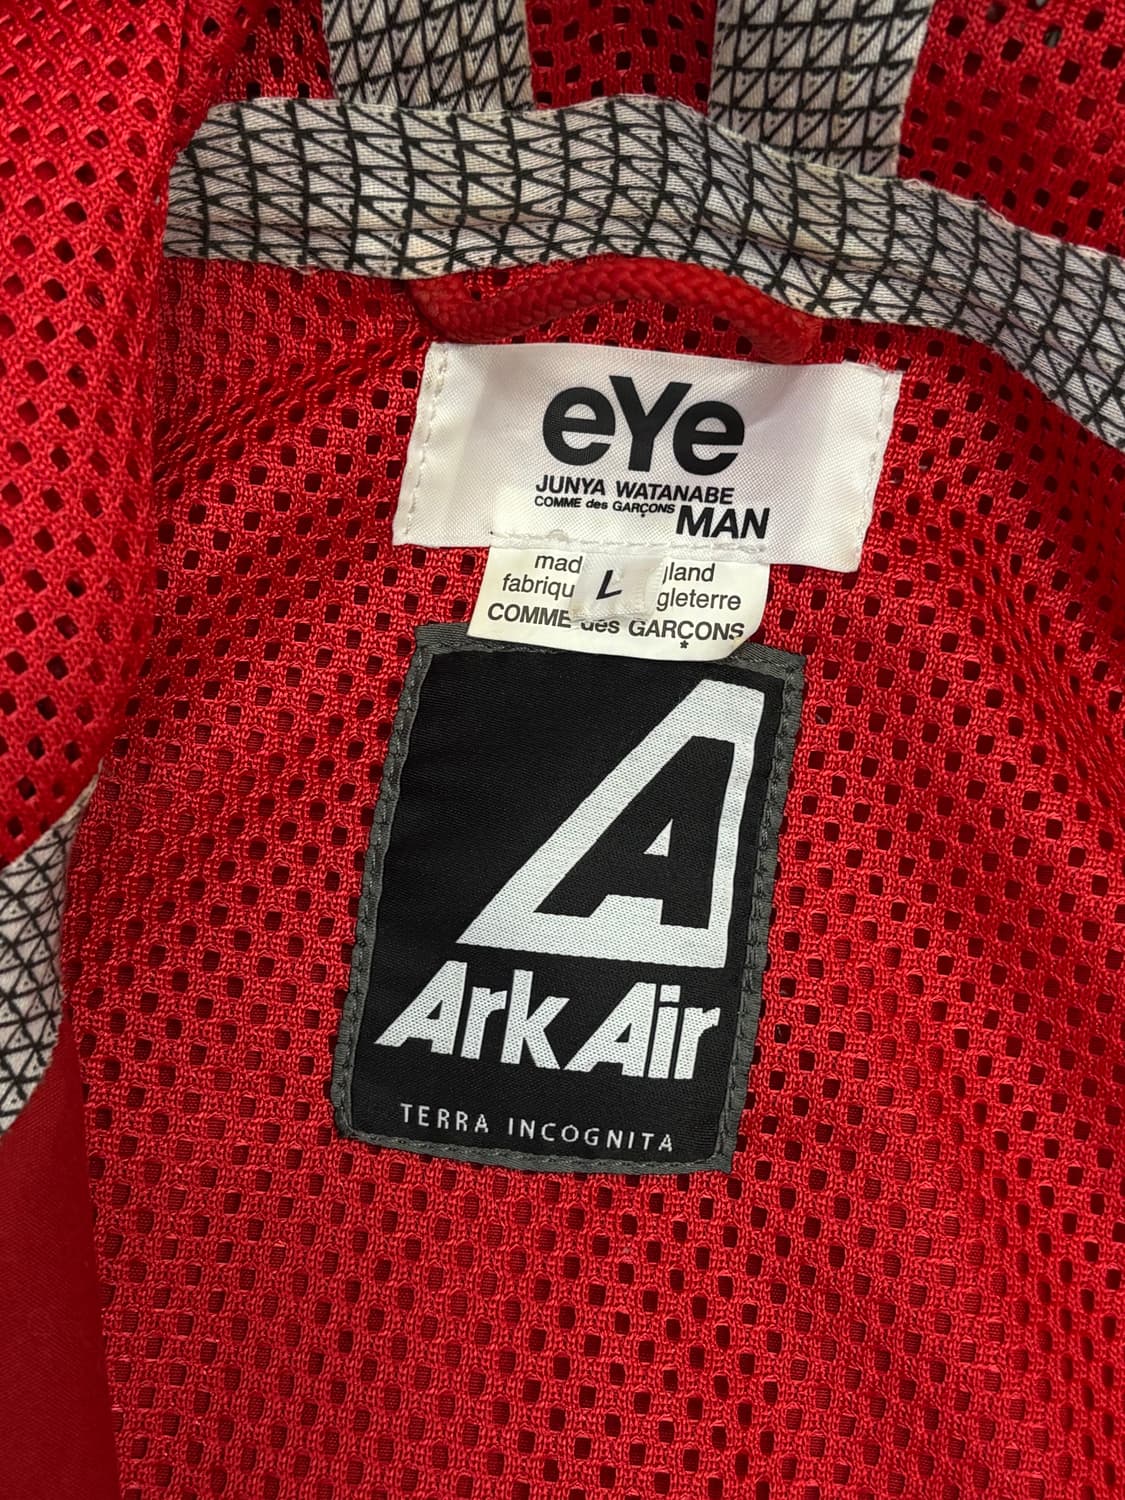 eYe
JUNYA WATANABE
COMME des GARÇONS MAN
L
COMME des GARÇONS
*
A
Ark Air
TERRA INCOGNITA